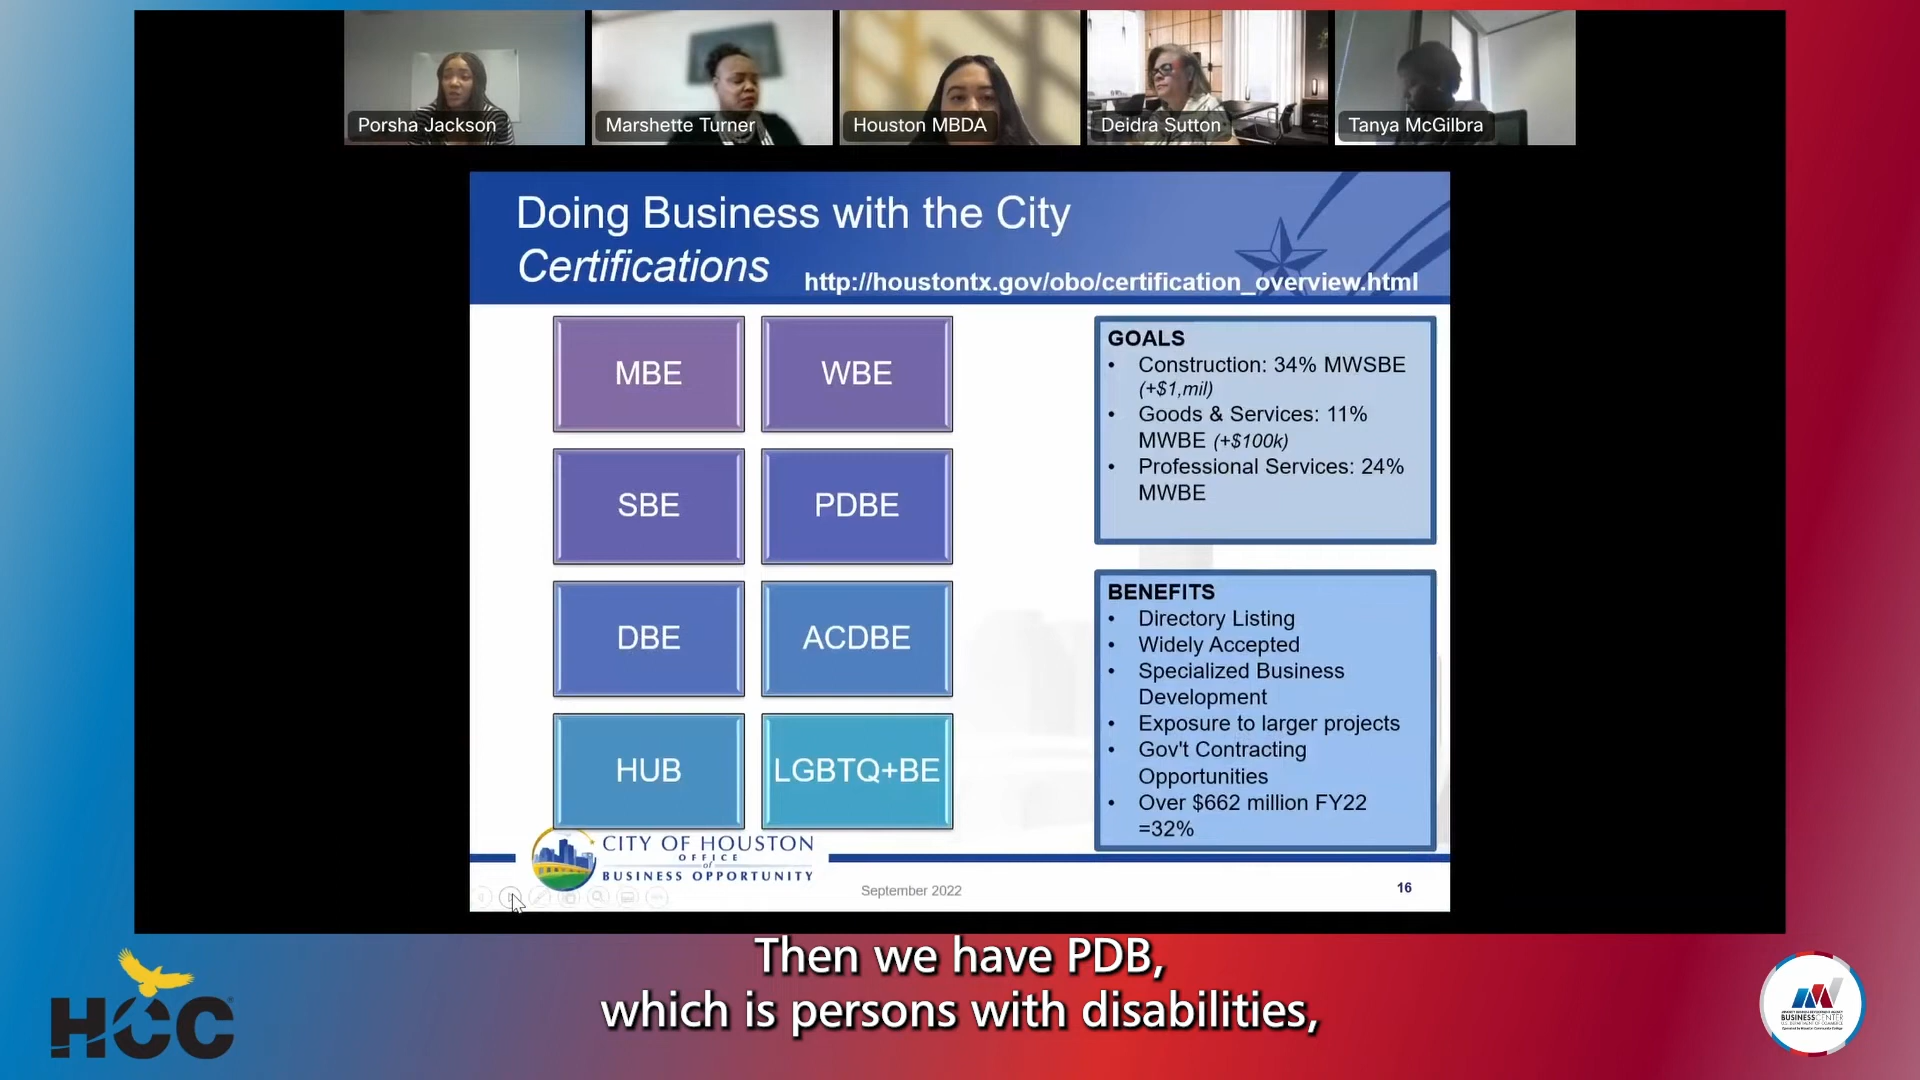 Porsha Jackson
Marshette Turner
Houston MBDA
Deidra Sutton
Tanya McGilbra
Doing Business with the City
Certifications
http://houstontx.gov/obo/certification_overview.html
MBE
WBE
SBE
PDBE
DBE
ACDBE
HUB
LGBTQ+BE
GOALS
• Construction: 34% MWSBE
(+$1,mil)
• Goods & Services: 11%
MWBE (+$100k)
• Professional Services: 24%
MWBE
BENEFITS
• Directory Listing
• Widely Accepted
• Specialized Business
Development
• Exposure to larger projects
• Gov't Contracting
Opportunities
• Over $662 million FY22
=32%
CITY OF HOUSTON
OFFICE
of
BUSINESS OPPORTUNITY
September 2022
16
Then we have PDB,
which is persons with disabilities,
HCC
BUSINESS CENTER